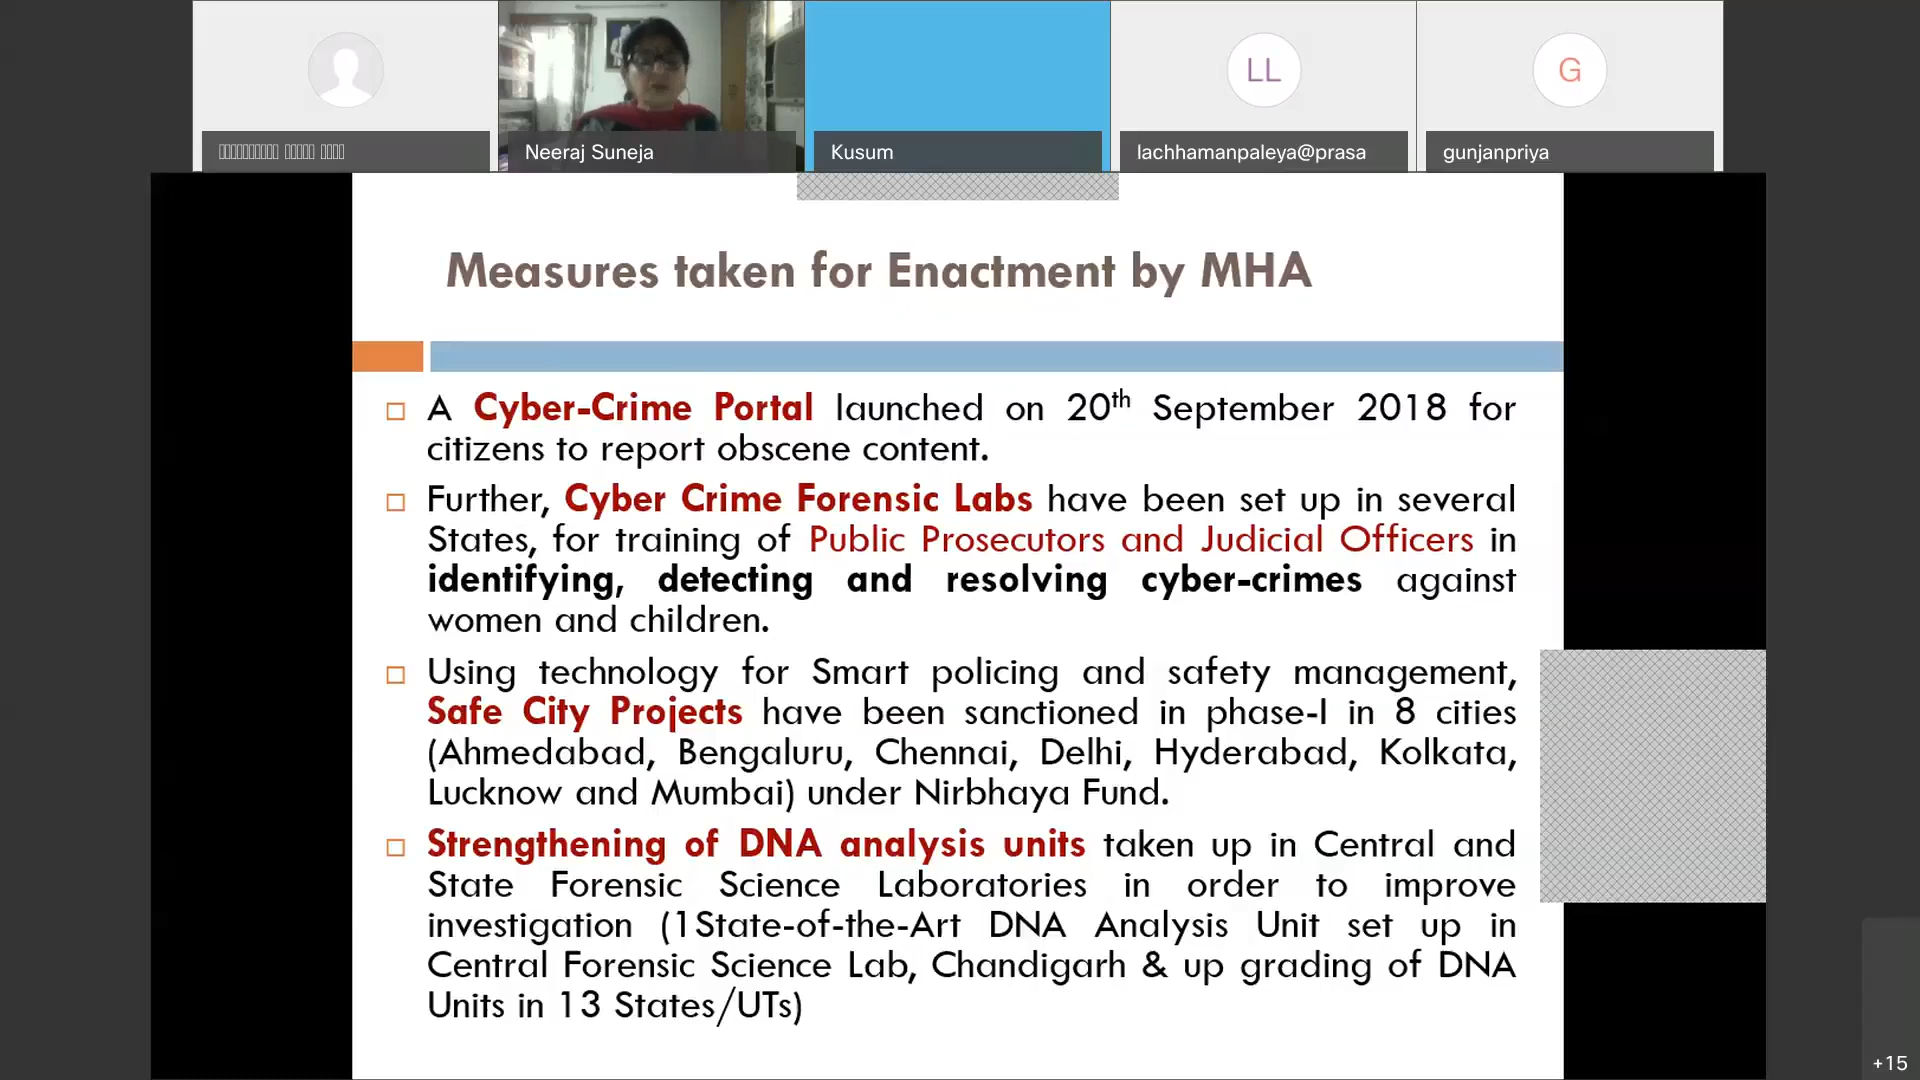 Neeraj Suneja
Kusum
LL
lachhamanpaleya@prasa
G
gunjanpriya
Measures taken for Enactment by MHA
A Cyber-Crime Portal launched on 20th September 2018 for
citizens to report obscene content.
Further, Cyber Crime Forensic Labs have been set up in several
States, for training of Public Prosecutors and Judicial Officers in
identifying, detecting and resolving cyber-crimes against
women and children.
Using technology for Smart policing and safety management,
Safe City Projects have been sanctioned in phase-I in 8 cities
(Ahmedabad, Bengaluru, Chennai, Delhi, Hyderabad, Kolkata,
Lucknow and Mumbai) under Nirbhaya Fund.
Strengthening of DNA analysis units taken up in Central and
State Forensic Science Laboratories in order to improve
investigation (1State-of-the-Art DNA Analysis Unit set up in
Central Forensic Science Lab, Chandigarh & up grading of DNA
Units in 13 States/UTs)
+15